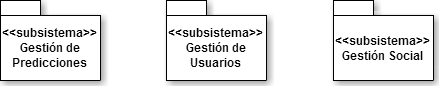 <<subsistema>>
Gestión de
Predicciones
<<subsistema>>
Gestión de
Usuarios
<<subsistema>>
Gestión Social